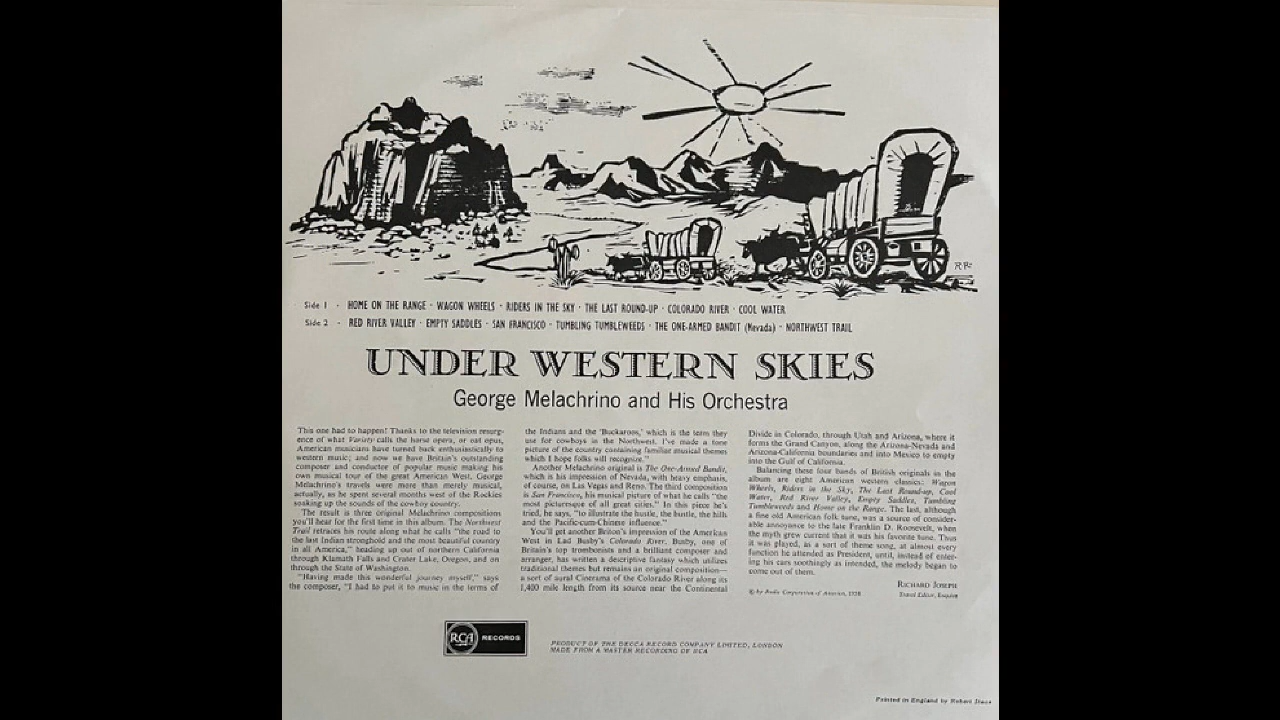 R R
Side 1 - HOME ON THE RANGE · WAGON WHEELS · RIDERS IN THE SKY · THE LAST ROUND-UP · COLORADO RIVER · COOL WATER
Side 2 - RED RIVER VALLEY · EMPTY SADDLES · SAN FRANCISCO · TUMBLING TUMBLEWEEDS · THE ONE-ARMED BANDIT (Nevada) · NORTHWEST TRAIL
UNDER WESTERN SKIES
George Melachrino and His Orchestra
This one had to happen! Thanks to the television resurg-
ence of what Variety calls the horse opera, or oat opus,
American musicians have turned back enthusiastically to
western music; and now we have Britain's outstanding
composer and conductor of popular music making his
own musical tour of the great American West. George
Melachrino's travels were more than merely musical,
actually, as he spent several months west of the Rockies
soaking up the sounds of the cowboy country.
The result is three original Melachrino compositions
you'll hear for the first time in this album. The Northwest
Trail retraces his route along what he calls "the road to
the last Indian stronghold and the most beautiful country
in all America," heading up out of northern California
through Klamath Falls and Crater Lake, Oregon, and on
through the State of Washington.
"Having made this wonderful journey myself," says
the composer, "I had to put it to music in the terms of
the Indians and the 'Buckaroos,' which is the term they
use for cowboys in the Northwest. I've made a tone
picture of the country containing familiar musical themes
which I hope folks will recognize."
Another Melachrino original is The One-Armed Bandit,
which is his impression of Nevada, with heavy emphasis,
of course, on Las Vegas and Reno. The third composition
is San Francisco, his musical picture of what he calls "the
most picturesque of all great cities." In this piece he's
tried, he says, "to illustrate the hustle, the bustle, the hills
and the Pacific-cum-Chinese influence."
You'll get another Briton's impression of the American
West in Lad Busby's Colorado River. Busby, one of
Britain's top trombonists and a brilliant composer and
arranger, has written a descriptive fantasy which utilizes
traditional themes but remains an original composition—
a sort of aural Cinerama of the Colorado River along its
1,400 mile length from its source near the Continental
Divide in Colorado, through Utah and Arizona, where it
forms the Grand Canyon, along the Arizona-Nevada and
Arizona-California boundaries and into Mexico to empty
into the Gulf of California.
Balancing these four bands of British originals in the
album are eight American western classics: Wagon
Wheels, Riders in the Sky, The Last Round-up, Cool
Water, Red River Valley, Empty Saddles, Tumbling
Tumbleweeds and Home on the Range. The last, although
a fine old American folk tune, was a source of consider-
able annoyance to the late Franklin D. Roosevelt, when
the myth grew current that it was his favorite tune. Thus
it was played, as a sort of theme song, at almost every
function he attended as President, until, instead of enter-
ing his ears soothingly as intended, the melody began to
come out of them.
RICHARD JOSEPH
Travel Editor, Esquire
© by Radio Corporation of America, 1958
RCA RECORDS
PRODUCT OF THE DECCA RECORD COMPANY LIMITED, LONDON
MADE FROM A MASTER RECORDING OF RCA
Printed in England by Robert Stace